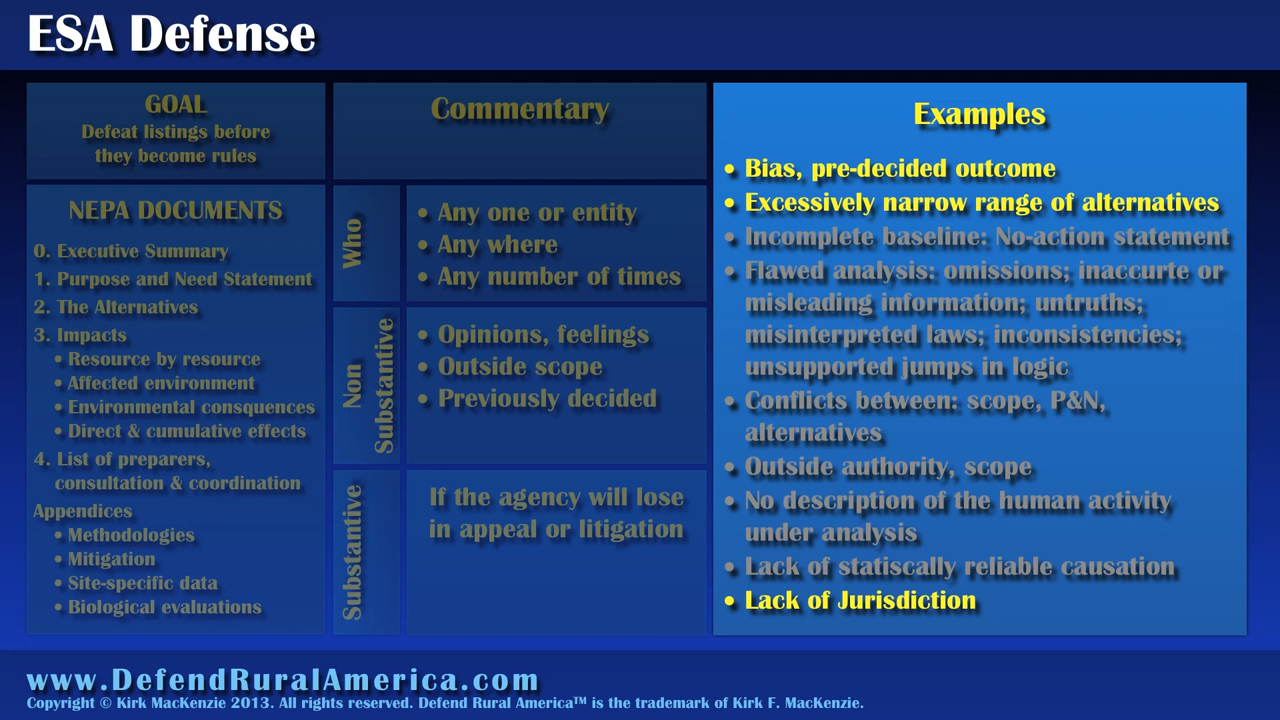 ESA Defense
GOAL
Defeat listings before
they become rules
NEPA DOCUMENTS
0. Executive Summary
1. Purpose and Need Statement
2. The Alternatives
3. Impacts
• Resource by resource
• Affected environment
• Environmental consquences
• Direct & cumulative effects
4. List of preparers,
consultation & coordination
Appendices
• Methodologies
• Mitigation
• Site-specific data
• Biological evaluations
Commentary
Who
• Any one or entity
• Any where
• Any number of times
Non
Substantive
• Opinions, feelings
• Outside scope
• Previously decided
Substantive
If the agency will lose
in appeal or litigation
Examples
• Bias, pre-decided outcome
• Excessively narrow range of alternatives
• Incomplete baseline: No-action statement
• Flawed analysis: omissions; inaccurte or
misleading information; untruths;
misinterpreted laws; inconsistencies;
unsupported jumps in logic
• Conflicts between: scope, P&N,
alternatives
• Outside authority, scope
• No description of the human activity
under analysis
• Lack of statiscally reliable causation
• Lack of Jurisdiction
www.DefendRuralAmerica.com
Copyright © Kirk MacKenzie 2013. All rights reserved. Defend Rural America™ is the trademark of Kirk F. MacKenzie.